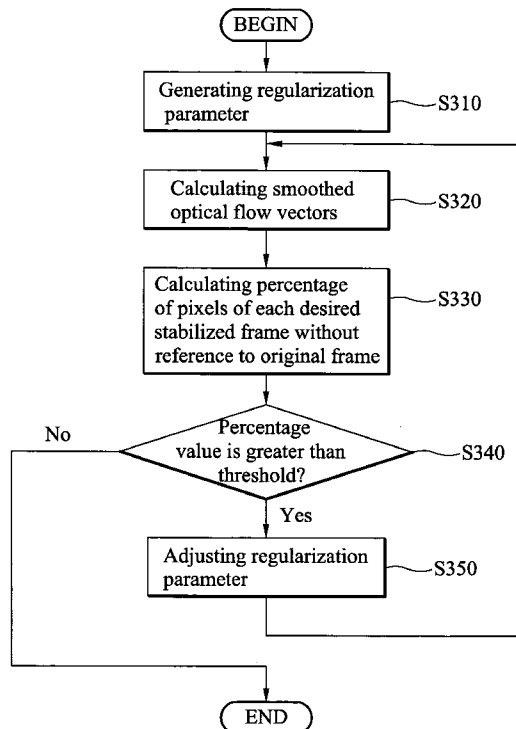 BEGIN
Generating regularization
parameter
S310
Calculating smoothed
optical flow vectors
S320
Calculating percentage
of pixels of each desired
stabilized frame without
reference to original frame
S330
Percentage
value is greater than
threshold?
S340
No
Yes
Adjusting regularization
parameter
S350
END